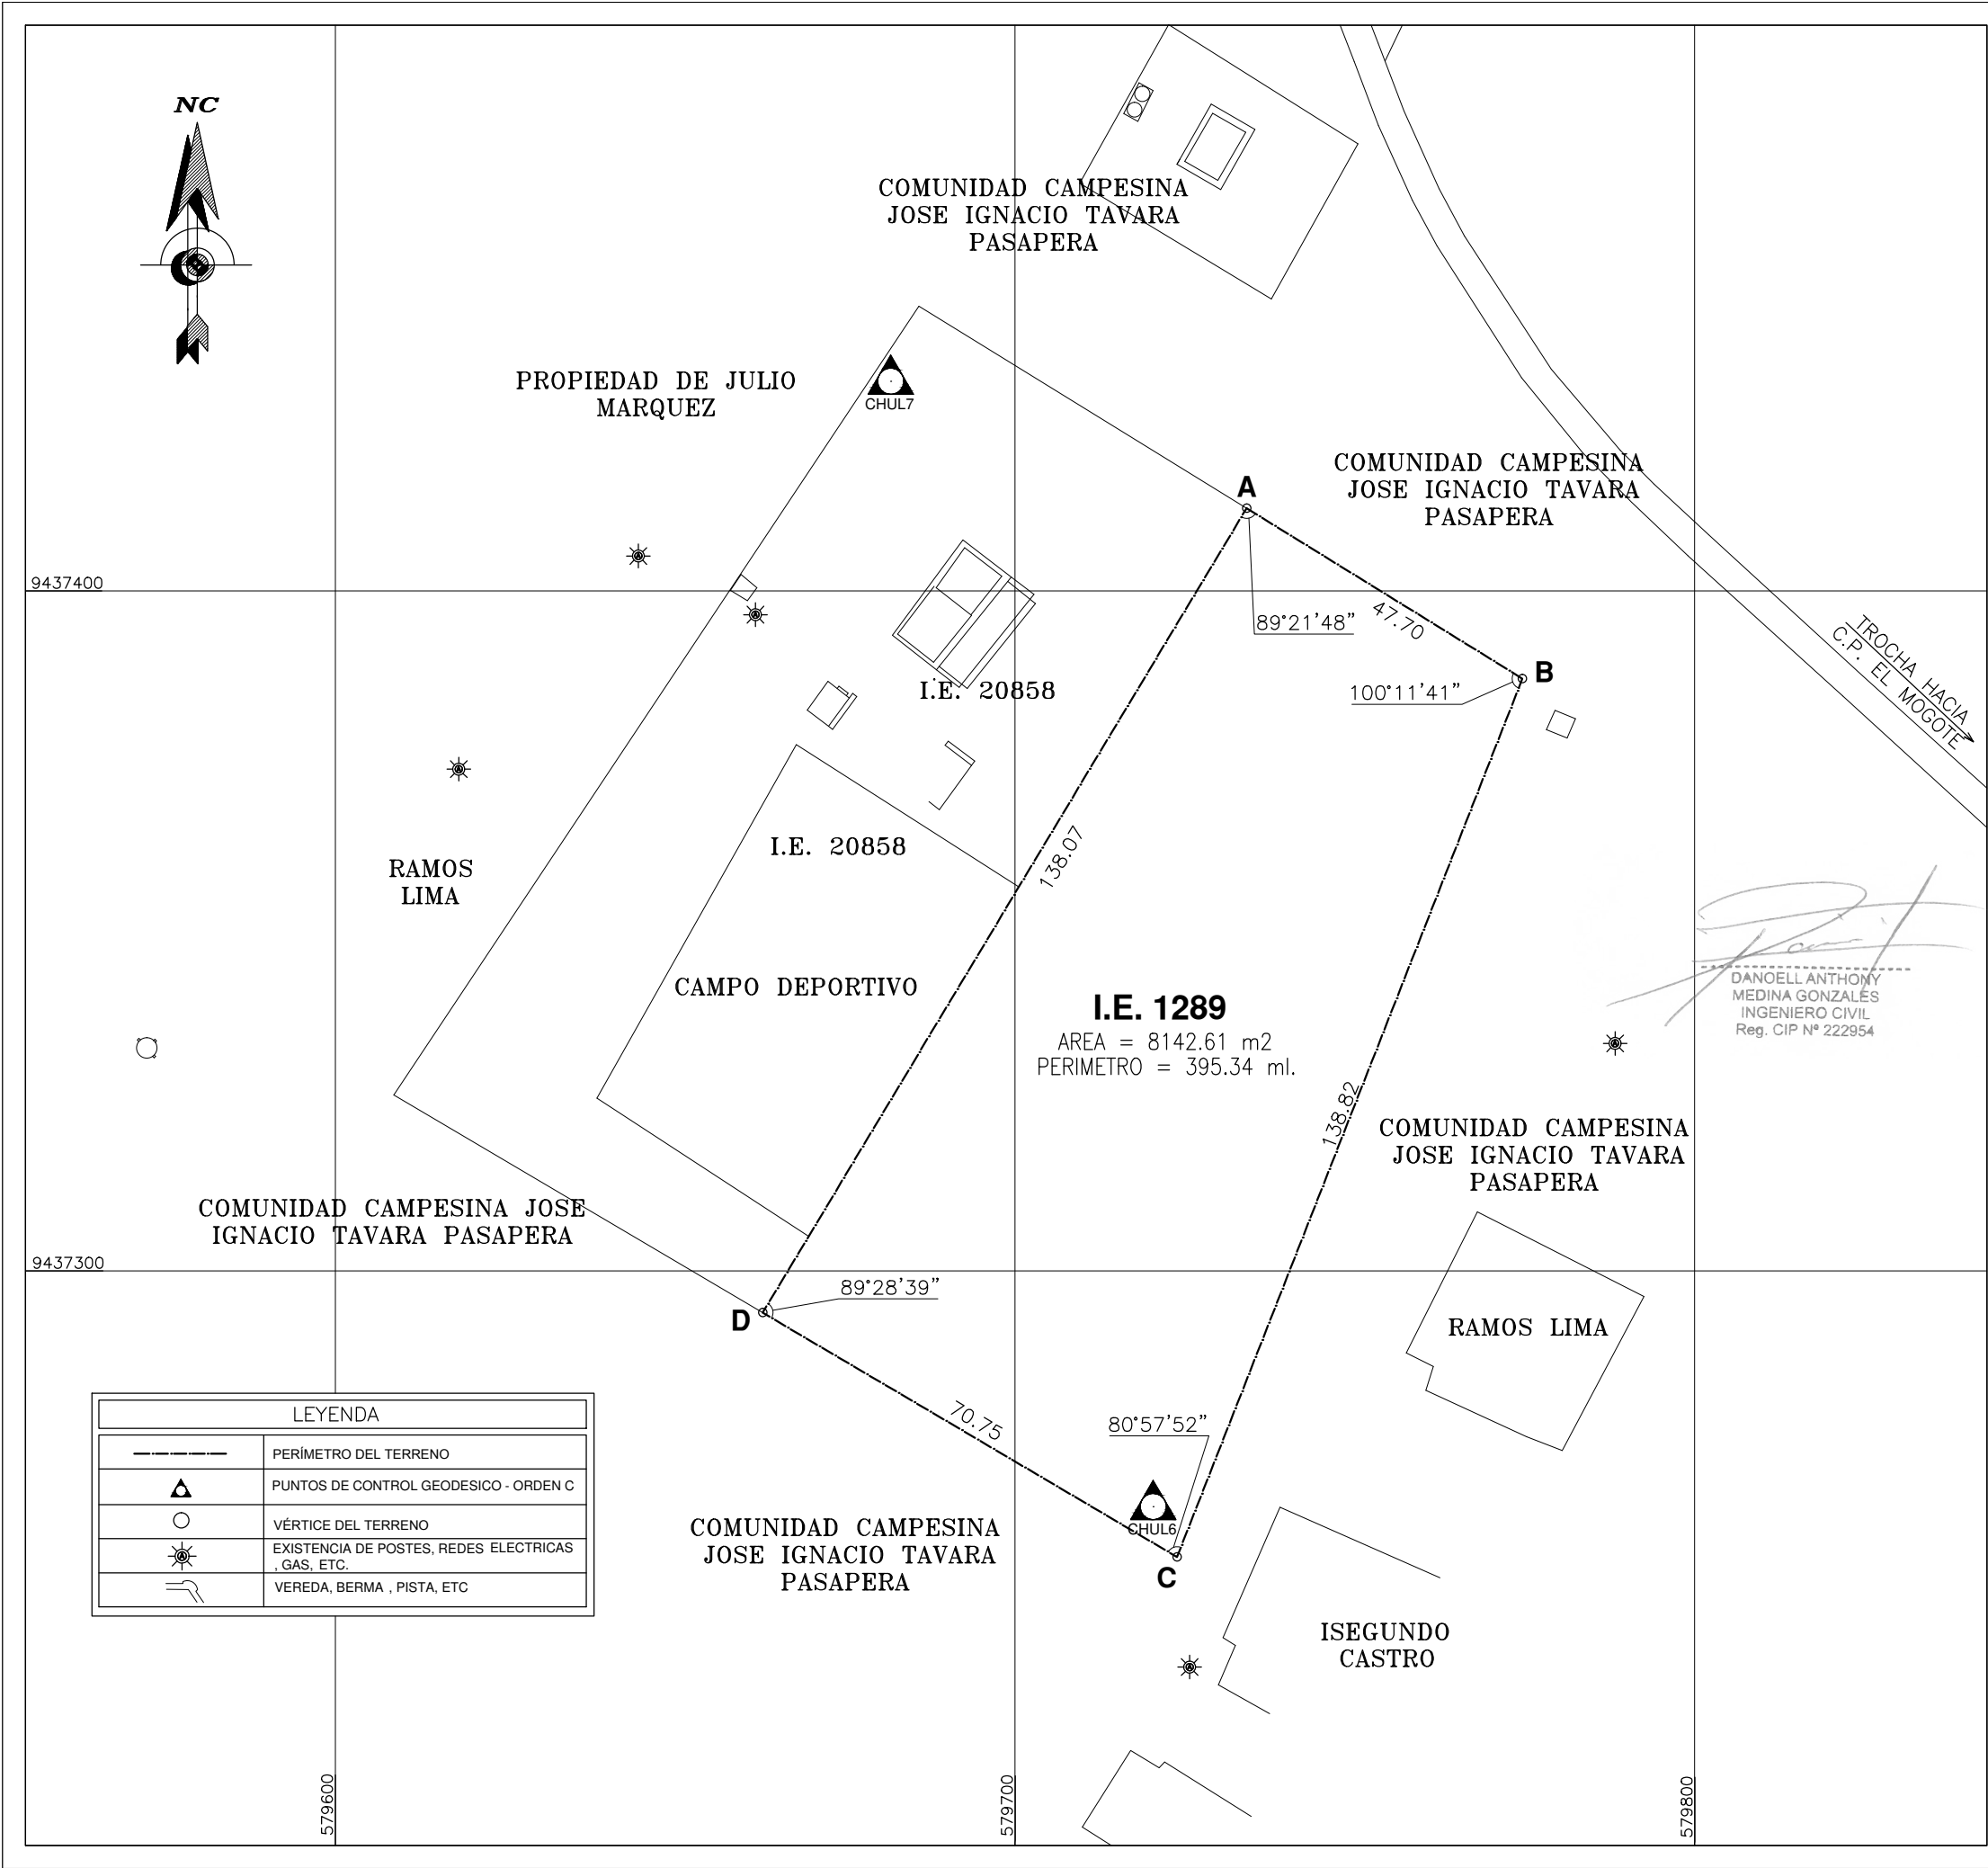 NC
COMUNIDAD CAMPESINA
JOSE IGNACIO TAVARA
PASAPERA
PROPIEDAD DE JULIO
MARQUEZ
CHUL7
COMUNIDAD CAMPESINA
JOSE IGNACIO TAVARA
PASAPERA
A
9437400
89°21'48"
47.70
B
100°11'41"
TROCHA HACIA
C.P. EL MOGOTE
I.E. 20858
I.E. 20858
138.07
RAMOS
LIMA
CAMPO DEPORTIVO
I.E. 1289
AREA = 8142.61 m2
PERIMETRO = 395.34 ml.
DANOELL ANTHONY
MEDINA GONZALES
INGENIERO CIVIL
Reg. CIP Nº 222954
138.82
COMUNIDAD CAMPESINA
JOSE IGNACIO TAVARA
PASAPERA
COMUNIDAD CAMPESINA JOSE
IGNACIO TAVARA PASAPERA
9437300
89°28'39"
D
RAMOS LIMA
70.75
80°57'52"
CHUL6
C
LEYENDA
PERÍMETRO DEL TERRENO
PUNTOS DE CONTROL GEODESICO - ORDEN C
VÉRTICE DEL TERRENO
EXISTENCIA DE POSTES, REDES ELECTRICAS
, GAS, ETC.
VEREDA, BERMA , PISTA, ETC
COMUNIDAD CAMPESINA
JOSE IGNACIO TAVARA
PASAPERA
ISEGUNDO
CASTRO
579600
579700
579800